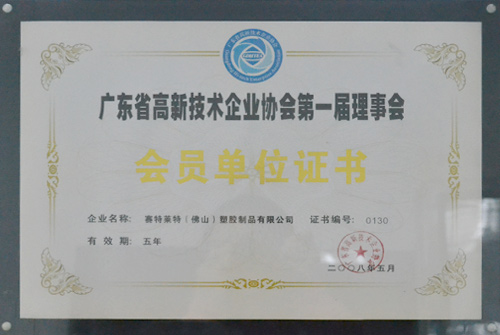 广东省高新技术企业协会第一届理事会
会员单位证书
企业名称: 赛特莱特(佛山)塑胶制品有限公司 证书编号: 0130
有效期: 五年
二〇〇八年五月